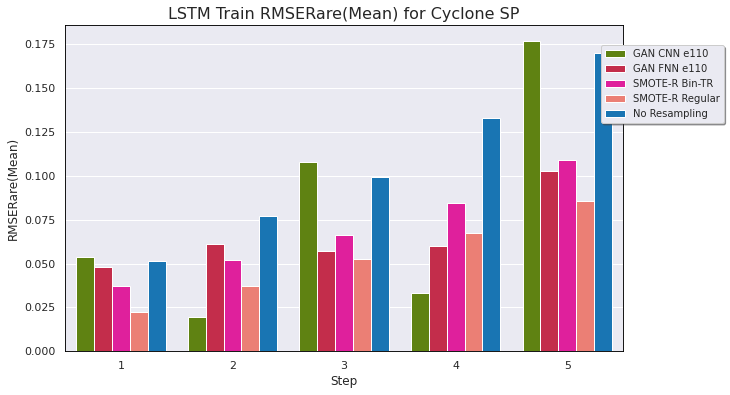 LSTM Train RMSERare(Mean) for Cyclone SP
RMSERare(Mean)
0.175
0.150
0.125
0.100
0.075
0.050
0.025
0.000
1 2 3 4 5
Step
GAN CNN e110
GAN FNN e110
SMOTE-R Bin-TR
SMOTE-R Regular
No Resampling